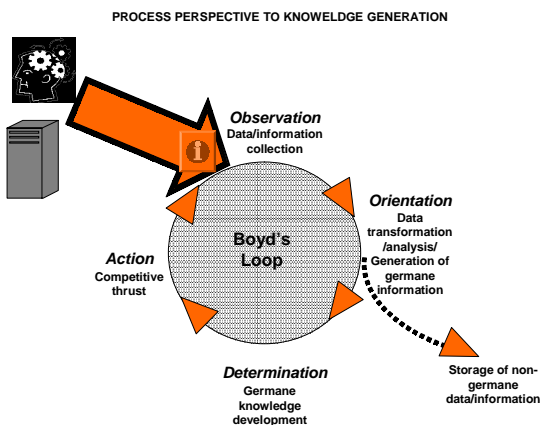 PROCESS PERSPECTIVE TO KNOWELDGE GENERATION
i
Observation
Data/information
collection
Orientation
Data
transformation
/analysis/
Generation of
germane
information
Boyd's
Loop
Action
Competitive
thrust
Determination
Germane
knowledge
development
Storage of non-
germane
data/information